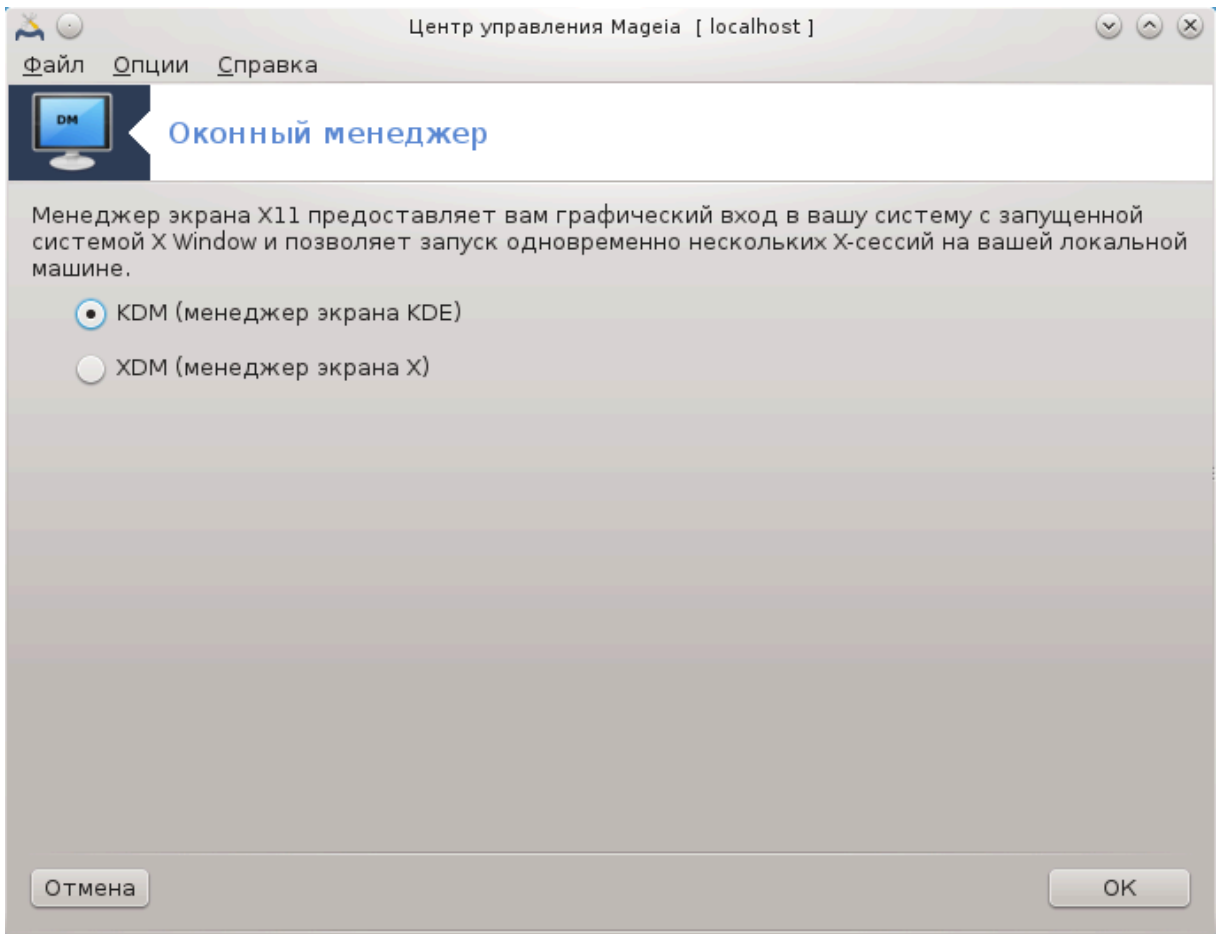 Центр управления Mageia [ localhost ]
Файл Опции Справка
DM
Оконный менеджер
Менеджер экрана X11 предоставляет вам графический вход в вашу систему с запущенной
системой X Window и позволяет запуск одновременно нескольких X-сессий на вашей локальной
машине.
KDM (менеджер экрана KDE)
XDM (менеджер экрана X)
Отмена
OK